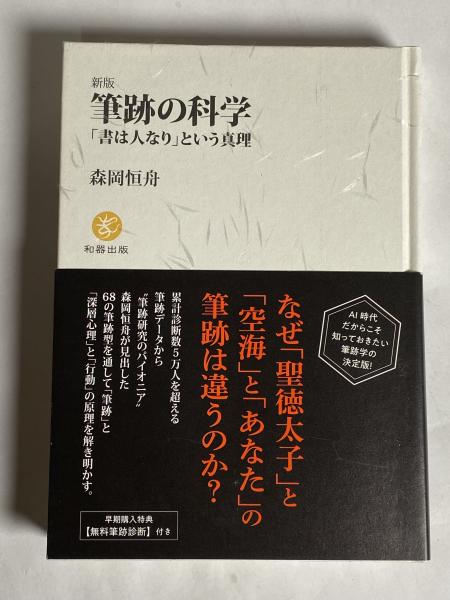 新版
筆跡の科学
「書は人なり」という真理
森岡恒舟
和器出版
AI時代
だからこそ
知っておきたい
筆跡学の
決定版!
なぜ「聖徳太子」と
「空海」と「あなた」の
筆跡は違うのか?
累計診断数5万人を超える
筆跡データから
"筆跡研究のパイオニア"
森岡恒舟が見出した
68の筆跡型を通して「筆跡」と
「深層心理」と「行動」の原理を解き明かす。
早期購入特典
【無料筆跡診断】付き